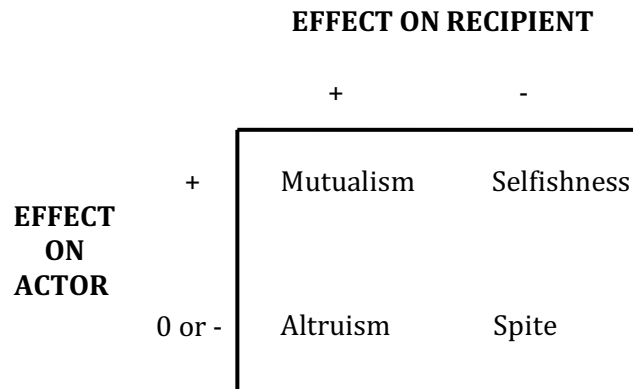 EFFECT ON RECIPIENT
+ -
+ Mutualism Selfishness
EFFECT
ON
ACTOR
0 or - Altruism Spite